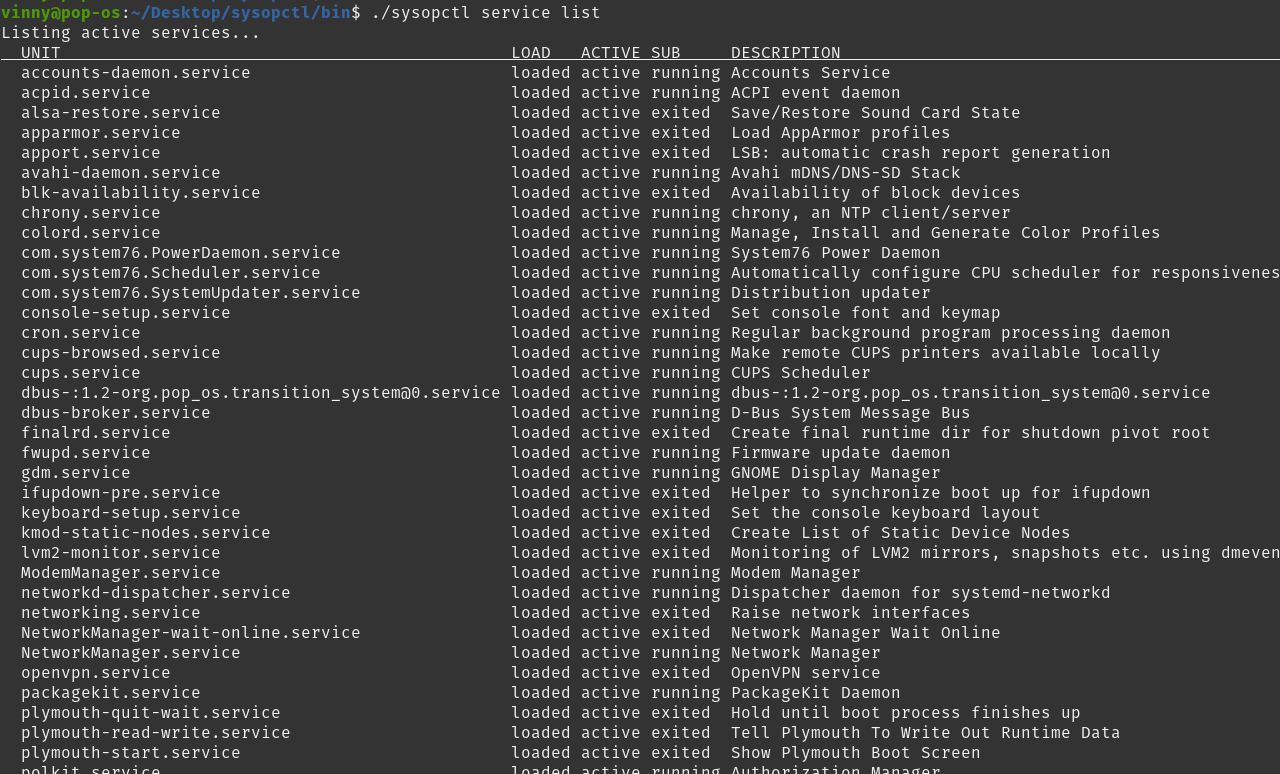 vinny@pop-os:~/Desktop/sysopctl/bin$ ./sysopctl service list
Listing active services...
  UNIT                                             LOAD   ACTIVE SUB     DESCRIPTION
  accounts-daemon.service                          loaded active running Accounts Service
  acpid.service                                    loaded active running ACPI event daemon
  alsa-restore.service                             loaded active exited  Save/Restore Sound Card State
  apparmor.service                                 loaded active exited  Load AppArmor profiles
  apport.service                                   loaded active exited  LSB: automatic crash report generation
  avahi-daemon.service                             loaded active running Avahi mDNS/DNS-SD Stack
  blk-availability.service                         loaded active exited  Availability of block devices
  chrony.service                                   loaded active running chrony, an NTP client/server
  colord.service                                   loaded active running Manage, Install and Generate Color Profiles
  com.system76.PowerDaemon.service                 loaded active running System76 Power Daemon
  com.system76.Scheduler.service                   loaded active running Automatically configure CPU scheduler for responsivenes
  com.system76.SystemUpdater.service               loaded active running Distribution updater
  console-setup.service                            loaded active exited  Set console font and keymap
  cron.service                                     loaded active running Regular background program processing daemon
  cups-browsed.service                             loaded active running Make remote CUPS printers available locally
  cups.service                                     loaded active running CUPS Scheduler
  dbus-:1.2-org.pop_os.transition_system@0.service loaded active running dbus-:1.2-org.pop_os.transition_system@0.service
  dbus-broker.service                              loaded active running D-Bus System Message Bus
  finalrd.service                                  loaded active exited  Create final runtime dir for shutdown pivot root
  fwupd.service                                    loaded active running Firmware update daemon
  gdm.service                                      loaded active running GNOME Display Manager
  ifupdown-pre.service                             loaded active exited  Helper to synchronize boot up for ifupdown
  keyboard-setup.service                           loaded active exited  Set the console keyboard layout
  kmod-static-nodes.service                        loaded active exited  Create List of Static Device Nodes
  lvm2-monitor.service                             loaded active exited  Monitoring of LVM2 mirrors, snapshots etc. using dmeven
  ModemManager.service                             loaded active running Modem Manager
  networkd-dispatcher.service                      loaded active running Dispatcher daemon for systemd-networkd
  networking.service                               loaded active exited  Raise network interfaces
  NetworkManager-wait-online.service               loaded active exited  Network Manager Wait Online
  NetworkManager.service                           loaded active running Network Manager
  openvpn.service                                  loaded active exited  OpenVPN service
  packagekit.service                               loaded active running PackageKit Daemon
  plymouth-quit-wait.service                       loaded active exited  Hold until boot process finishes up
  plymouth-read-write.service                      loaded active exited  Tell Plymouth To Write Out Runtime Data
  plymouth-start.service                           loaded active exited  Show Plymouth Boot Screen
  polkit.service                                   loaded active running Authorization Manager